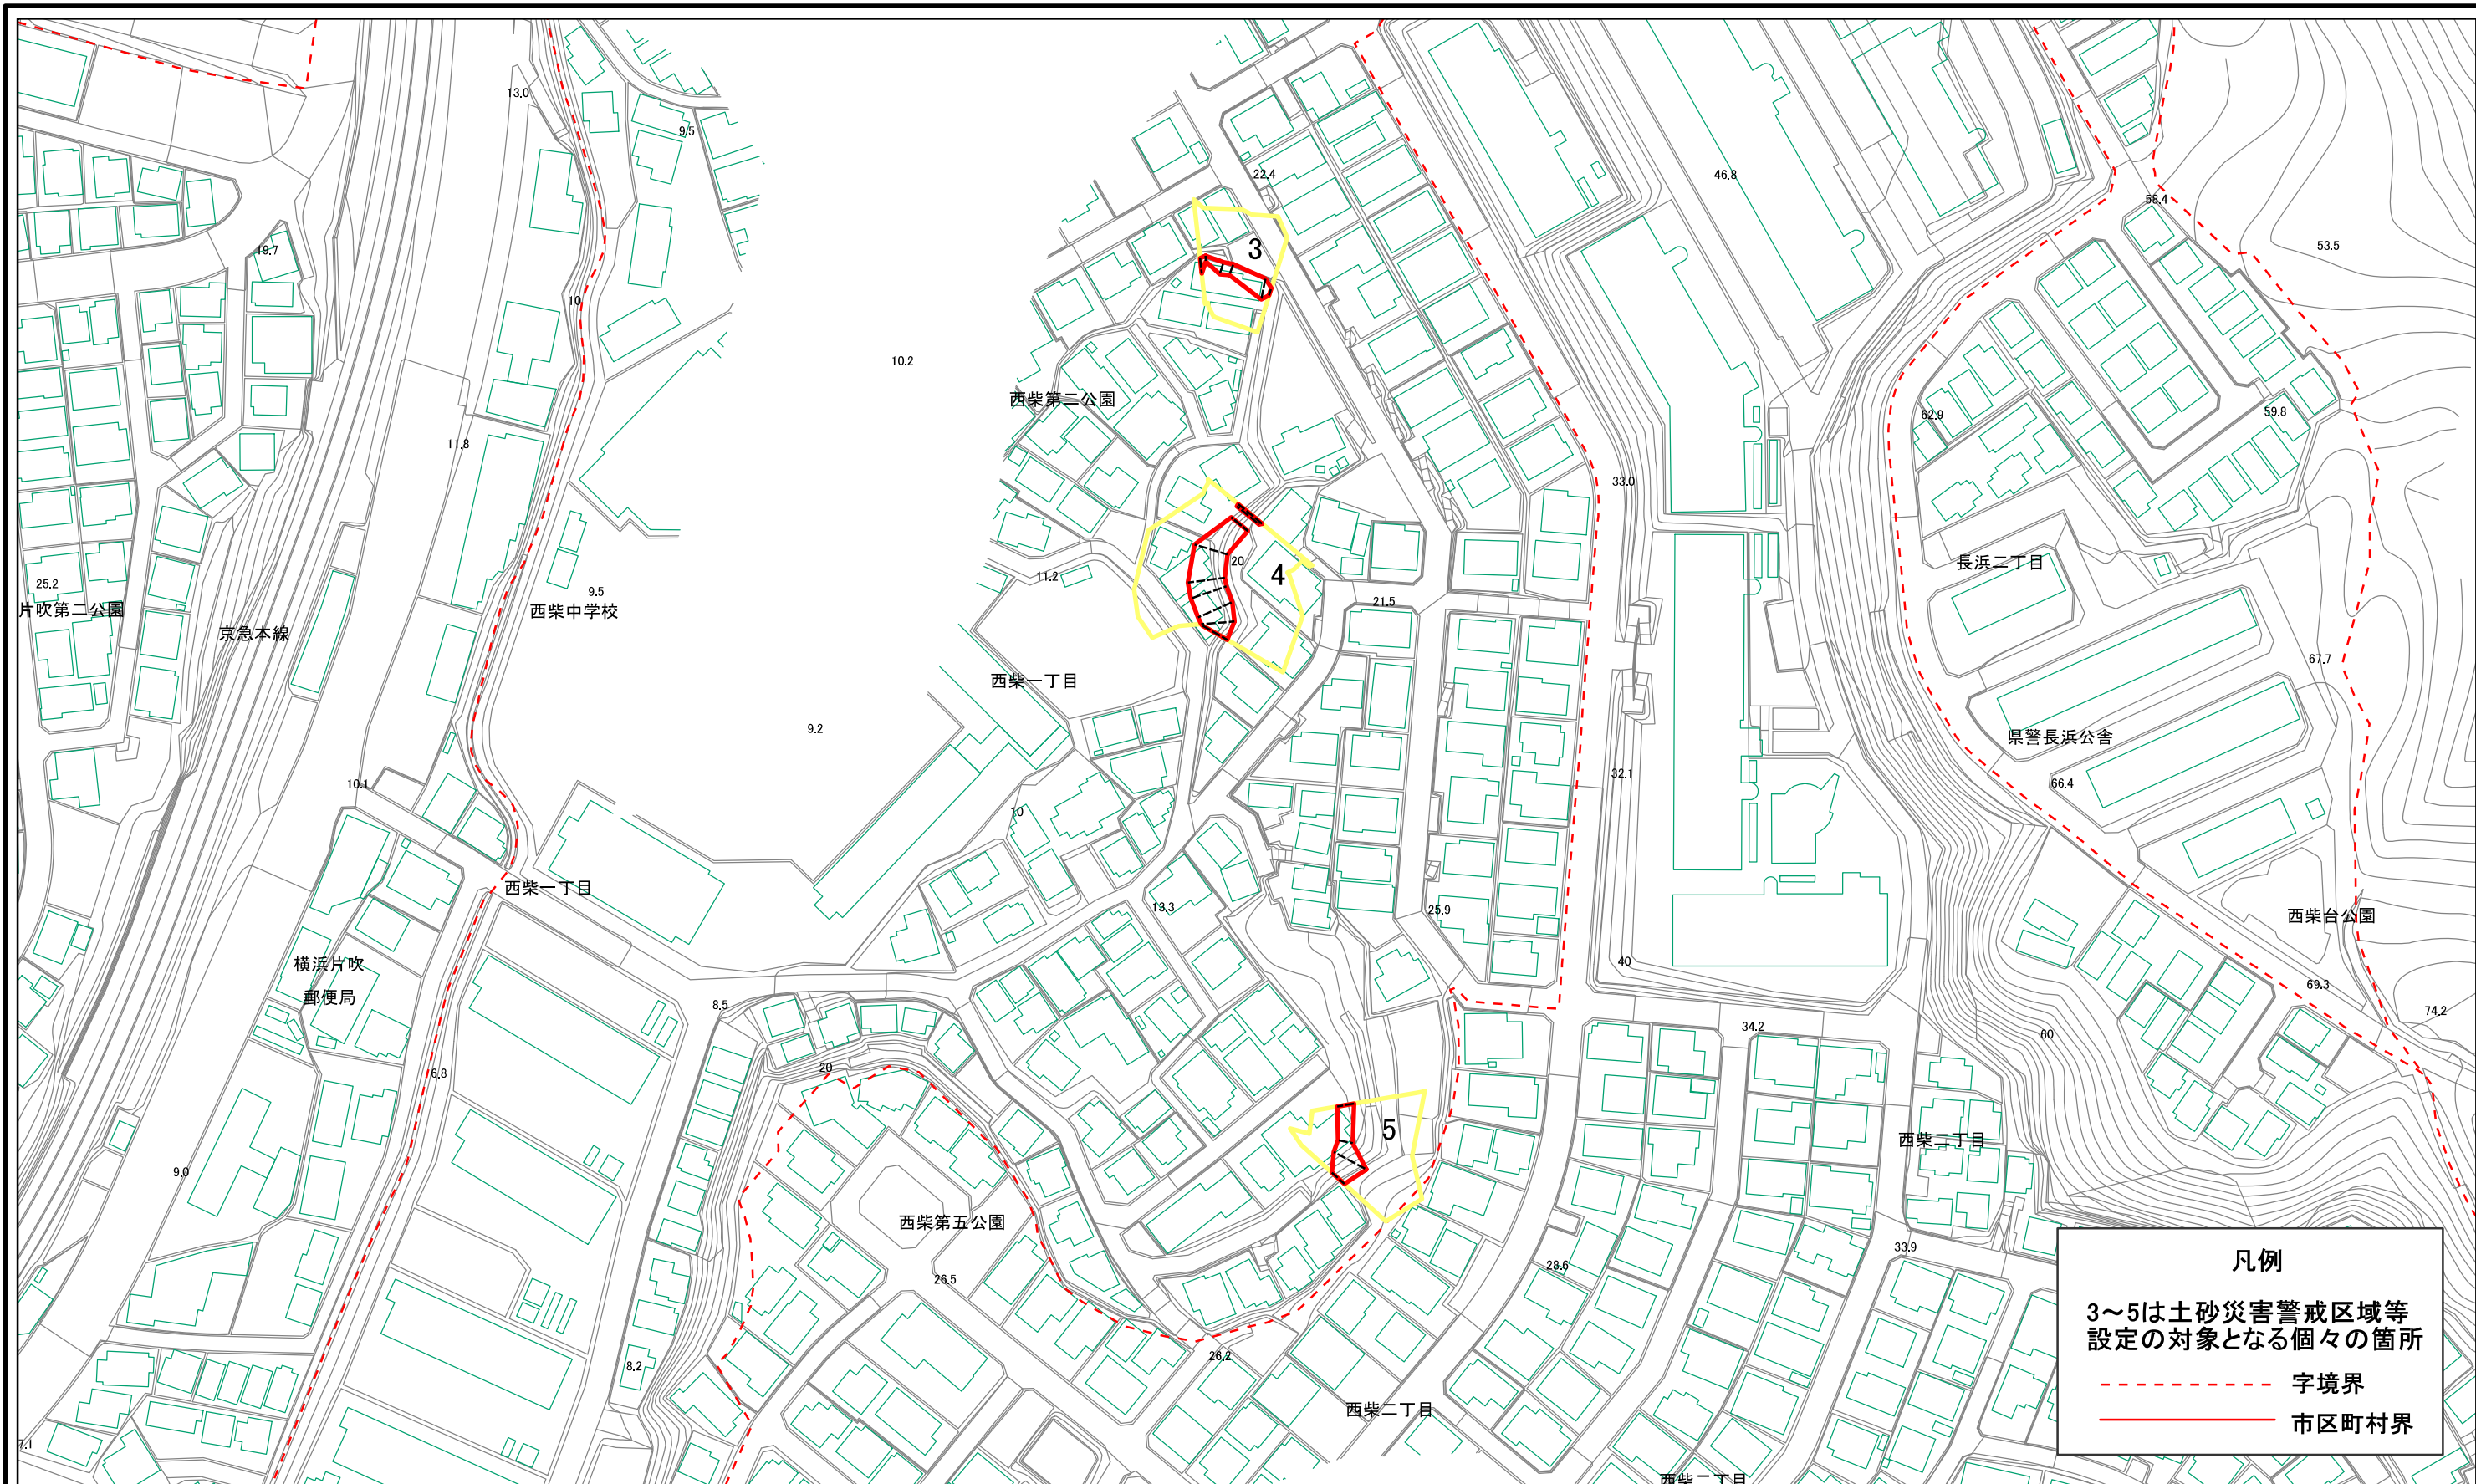 13.0
9.5
22.4
46.8
58.4
53.5
19.7
3
10
10.2
西柴第二公園
62.9
59.8
11.8
33.0
20
4
長浜二丁目
25.2
9.5
11.2
片吹第二公園
西柴中学校
21.5
京急本線
67.7
西柴一丁目
9.2
県警長浜公舎
32.1
66.4
10.1
10
西柴一丁目
13.3
25.9
西柴台公園
横浜片吹
郵便局
40
69.3
8.5
34.2
74.2
60
20
6.8
5
西柴二丁目
9.0
西柴第五公園
26.5
28.6
33.9
26.2
8.2
西柴二丁目
7.1
西柴二丁目
凡例
3～5は土砂災害警戒区域等
設定の対象となる個々の箇所
字境界
市区町村界